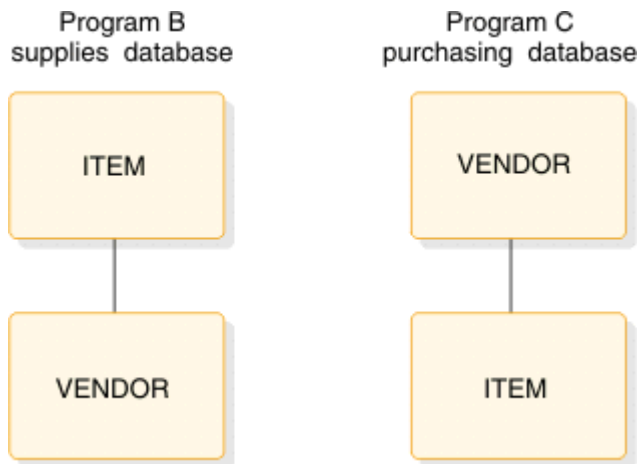 Program B
supplies database
ITEM
VENDOR
Program C
purchasing database
VENDOR
ITEM